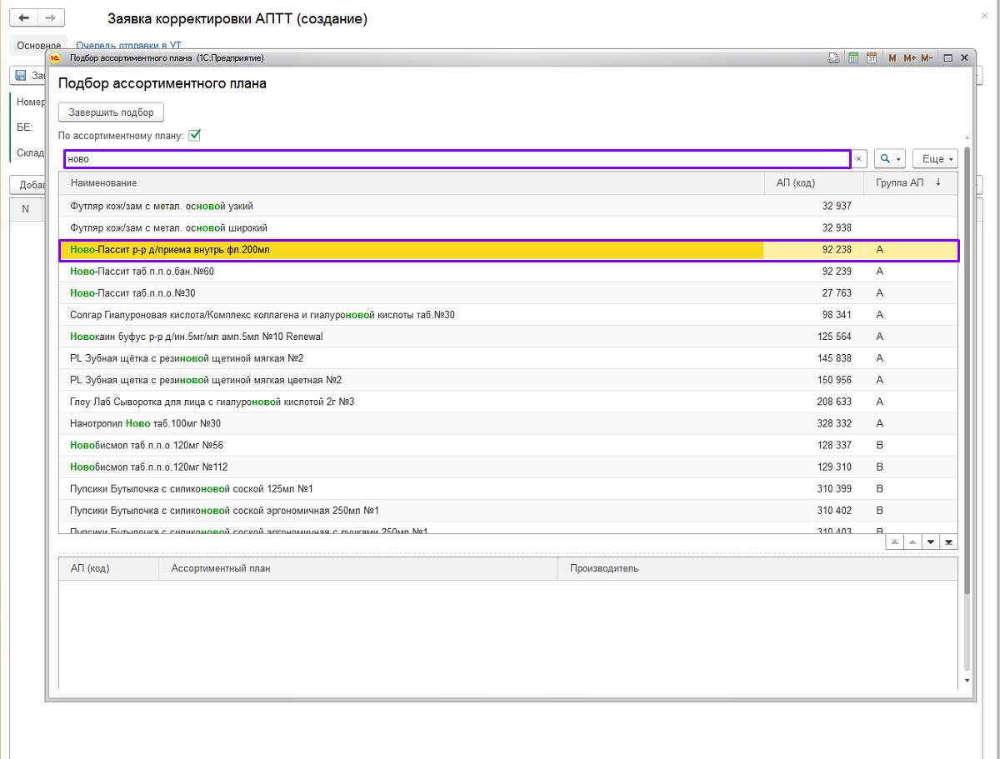 Заявка корректировки АПТТ (создание)
Основное Очередь отправки в УТ
Подбор ассортиментного плана (1С:Предприятие)
M M+ M-
Подбор ассортиментного плана
Завершить подбор
Номер
По ассортиментному плану:
БЕ:
Склад
ново
Еще
Добав
N
Наименование АП (код) Группа АП ↓
Футляр кож/зам с метал. основой узкий 32 937
Футляр кож/зам с метал. основой широкий 32 938
Ново-Пассит р-р д/приема внутрь фл.200мл 92 238 A
Ново-Пассит таб.п.п.о.бан.№60 92 239 A
Ново-Пассит таб.п.п.о.№30 27 763 A
Солгар Гиалуроновая кислота/Комплекс коллагена и гиалуроновой кислоты таб.№30 98 341 A
Новокаин буфус р-р д/ин.5мг/мл амп.5мл №10 Renewal 125 564 A
PL Зубная щётка с резиновой щетиной мягкая №2 145 838 A
PL Зубная щетка с резиновой щетиной мягкая цветная №2 150 956 A
Глоу Лаб Сыворотка для лица с гиалуроновой кислотой 2г №3 208 633 A
Нанотропил Ново таб.100мг №30 328 332 A
Новобисмол таб.п.п.о.120мг №56 128 337 B
Новобисмол таб.п.п.о.120мг №112 129 310 B
Пупсики Бутылочка с силиконовой соской 125мл №1 310 399 B
Пупсики Бутылочка с силиконовой соской эргономичная 250мл №1 310 402 B
Пупсики Бутылочка с силиконовой соской эргономичная с ручками 250мл №1 310 403 B
АП (код) Ассортиментный план Производитель